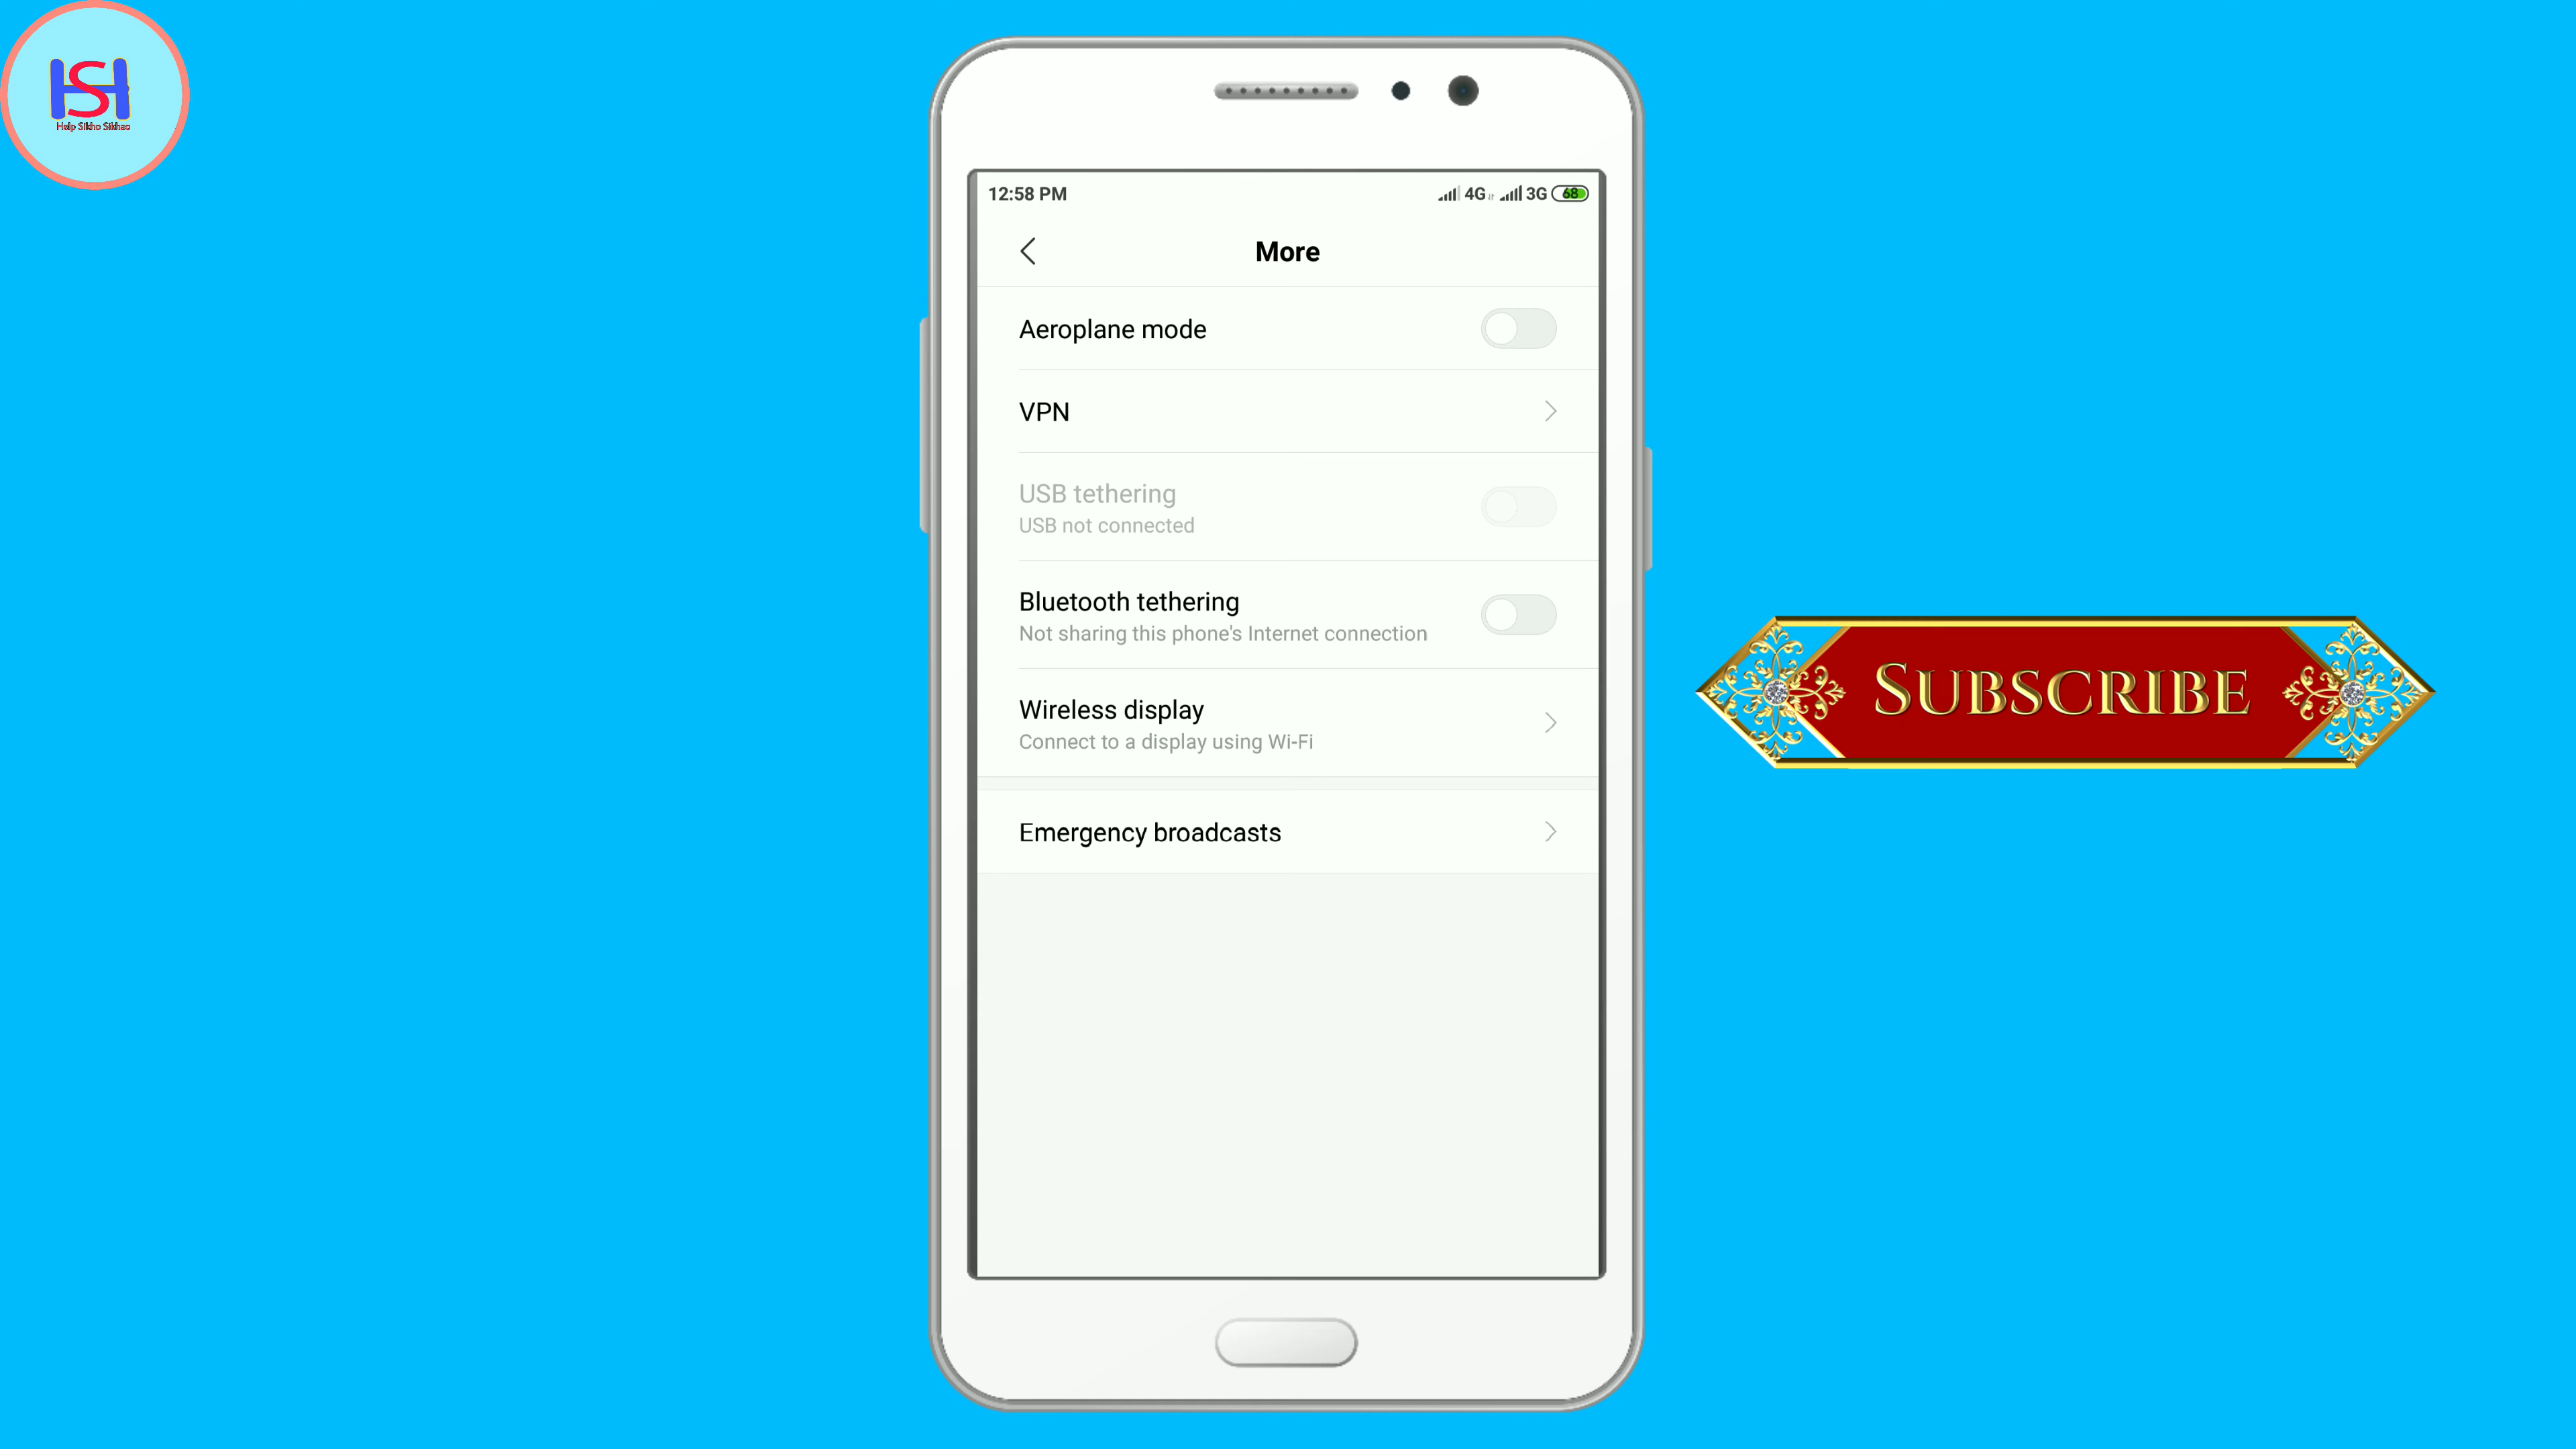 HSH
Help Sikho Sikhao
12:58 PM 4G 3G 68
More
Aeroplane mode
VPN
USB tethering
USB not connected
Bluetooth tethering
Not sharing this phone's Internet connection
Wireless display
Connect to a display using Wi-Fi
Emergency broadcasts
SUBSCRIBE